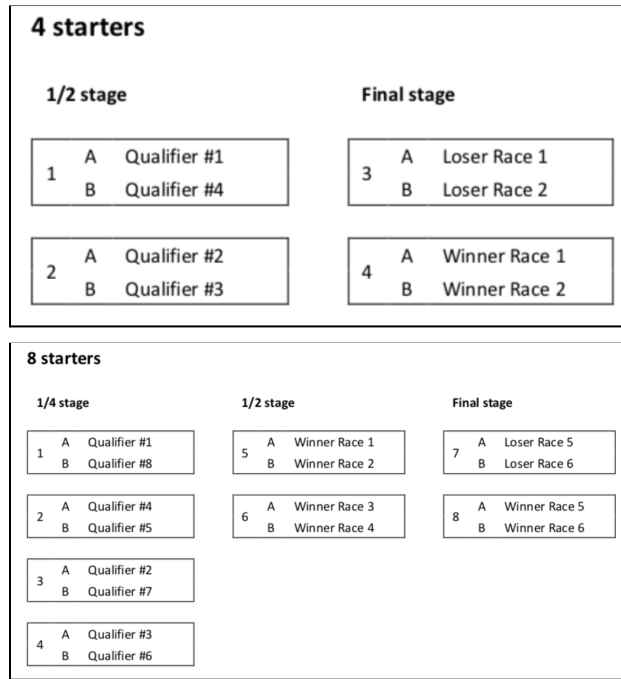 4 starters
1/2 stage Final stage
1 A Qualifier #1 3 A Loser Race 1
B Qualifier #4 B Loser Race 2
2 A Qualifier #2 4 A Winner Race 1
B Qualifier #3 B Winner Race 2
8 starters
1/4 stage 1/2 stage Final stage
1 A Qualifier #1 5 A Winner Race 1 7 A Loser Race 5
B Qualifier #8 B Winner Race 2 B Loser Race 6
2 A Qualifier #4 6 A Winner Race 3 8 A Winner Race 5
B Qualifier #5 B Winner Race 4 B Winner Race 6
3 A Qualifier #2
B Qualifier #7
4 A Qualifier #3
B Qualifier #6